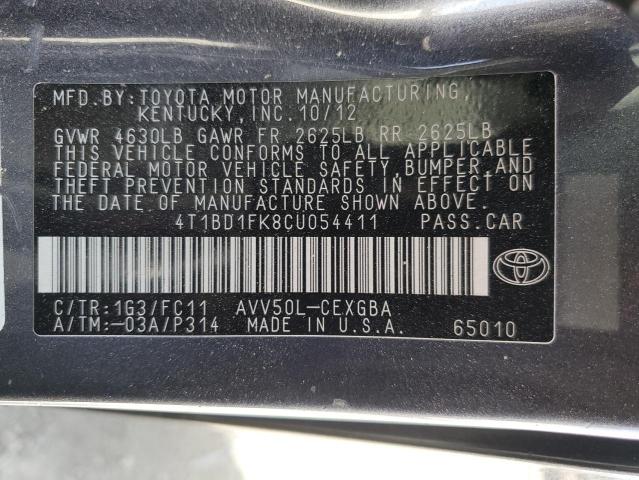 MFD. BY: TOYOTA MOTOR MANUFACTURING,
KENTUCKY, INC. 10/12
GVWR 4630LB GAWR FR 2625LB RR 2625LB
THIS VEHICLE CONFORMS TO ALL APPLICABLE
FEDERAL MOTOR VEHICLE SAFETY, BUMPER, AND
THEFT PREVENTION STANDARDS IN EFFECT ON
THE DATE OF MANUFACTURE SHOWN ABOVE.
4T1BD1FK8CU054411 PASS. CAR
C/TR: 1G3/FC11 AVV50L-CEXGBA
A/TM: -03A/P314 MADE IN U.S.A. 65010